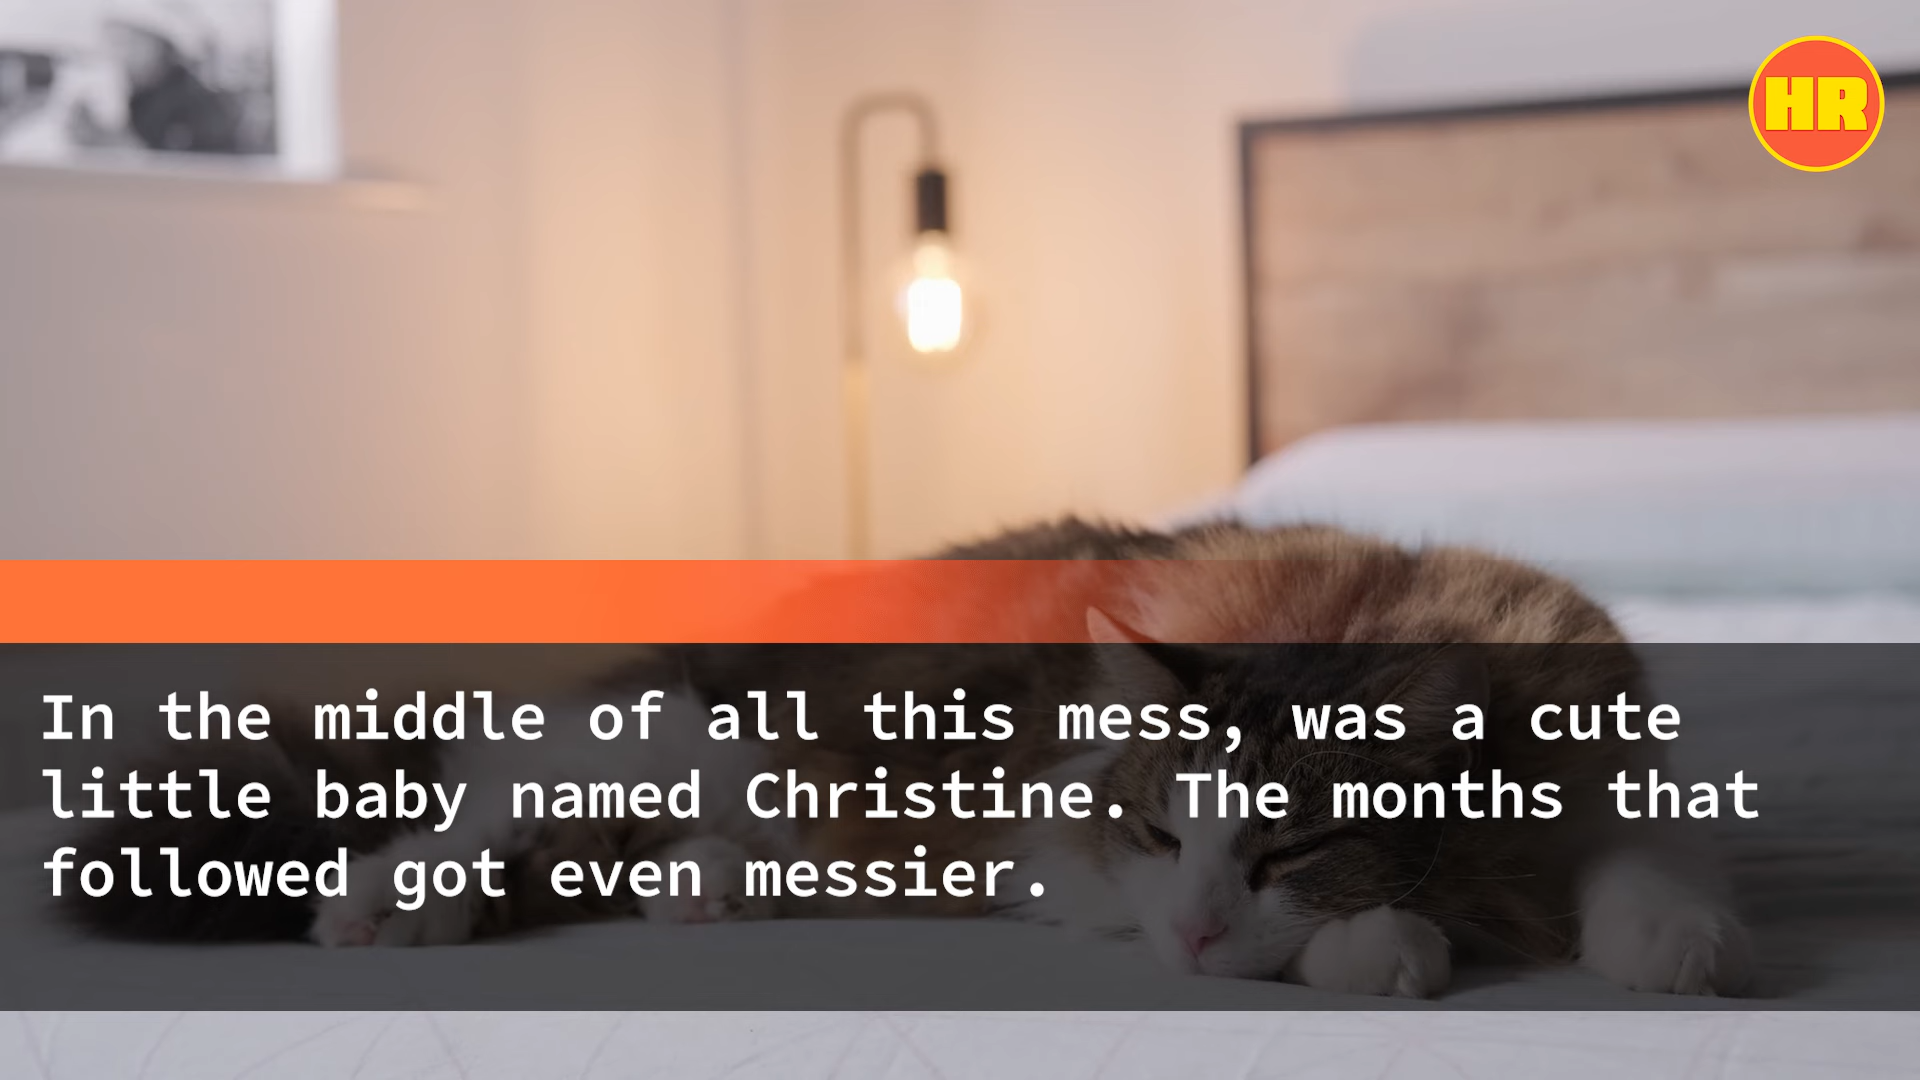 HR
In the middle of all this mess, was a cute
little baby named Christine. The months that
followed got even messier.